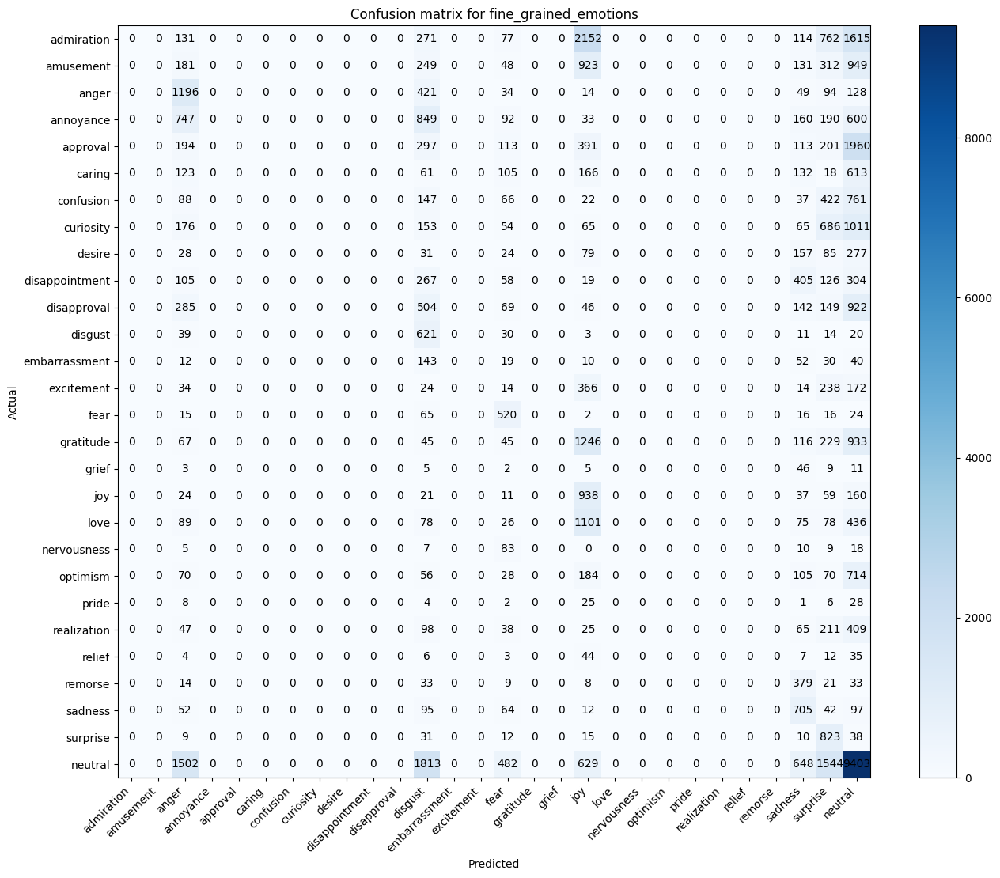 Confusion matrix for fine_grained_emotions
admiration 0 0 131 0 0 0 0 0 0 0 0 271 0 0 77 0 0 2152 0 0 0 0 0 0 0 114 762 1615
amusement 0 0 181 0 0 0 0 0 0 0 0 249 0 0 48 0 0 923 0 0 0 0 0 0 0 131 312 949
anger 0 0 1196 0 0 0 0 0 0 0 0 421 0 0 34 0 0 14 0 0 0 0 0 0 0 49 94 128
annoyance 0 0 747 0 0 0 0 0 0 0 0 849 0 0 92 0 0 33 0 0 0 0 0 0 0 160 190 600
approval 0 0 194 0 0 0 0 0 0 0 0 297 0 0 113 0 0 391 0 0 0 0 0 0 0 113 201 1960
caring 0 0 123 0 0 0 0 0 0 0 0 61 0 0 105 0 0 166 0 0 0 0 0 0 0 132 18 613
confusion 0 0 88 0 0 0 0 0 0 0 0 147 0 0 66 0 0 22 0 0 0 0 0 0 0 37 422 761
curiosity 0 0 176 0 0 0 0 0 0 0 0 153 0 0 54 0 0 65 0 0 0 0 0 0 0 65 686 1011
desire 0 0 28 0 0 0 0 0 0 0 0 31 0 0 24 0 0 79 0 0 0 0 0 0 0 157 85 277
disappointment 0 0 105 0 0 0 0 0 0 0 0 267 0 0 58 0 0 19 0 0 0 0 0 0 0 405 126 304
disapproval 0 0 285 0 0 0 0 0 0 0 0 504 0 0 69 0 0 46 0 0 0 0 0 0 0 142 149 922
disgust 0 0 39 0 0 0 0 0 0 0 0 621 0 0 30 0 0 3 0 0 0 0 0 0 0 11 14 20
embarrassment 0 0 12 0 0 0 0 0 0 0 0 143 0 0 19 0 0 10 0 0 0 0 0 0 0 52 30 40
excitement 0 0 34 0 0 0 0 0 0 0 0 24 0 0 14 0 0 366 0 0 0 0 0 0 0 14 238 172
fear 0 0 15 0 0 0 0 0 0 0 0 65 0 0 520 0 0 2 0 0 0 0 0 0 0 16 16 24
gratitude 0 0 67 0 0 0 0 0 0 0 0 45 0 0 45 0 0 1246 0 0 0 0 0 0 0 116 229 933
grief 0 0 3 0 0 0 0 0 0 0 0 5 0 0 2 0 0 5 0 0 0 0 0 0 0 46 9 11
joy 0 0 24 0 0 0 0 0 0 0 0 21 0 0 11 0 0 938 0 0 0 0 0 0 0 37 59 160
love 0 0 89 0 0 0 0 0 0 0 0 78 0 0 26 0 0 1101 0 0 0 0 0 0 0 75 78 436
nervousness 0 0 5 0 0 0 0 0 0 0 0 7 0 0 83 0 0 0 0 0 0 0 0 0 0 10 9 18
optimism 0 0 70 0 0 0 0 0 0 0 0 56 0 0 28 0 0 184 0 0 0 0 0 0 0 105 70 714
pride 0 0 8 0 0 0 0 0 0 0 0 4 0 0 2 0 0 25 0 0 0 0 0 0 0 1 6 28
realization 0 0 47 0 0 0 0 0 0 0 0 98 0 0 38 0 0 25 0 0 0 0 0 0 0 65 211 409
relief 0 0 4 0 0 0 0 0 0 0 0 6 0 0 3 0 0 44 0 0 0 0 0 0 0 7 12 35
remorse 0 0 14 0 0 0 0 0 0 0 0 33 0 0 9 0 0 8 0 0 0 0 0 0 0 379 21 33
sadness 0 0 52 0 0 0 0 0 0 0 0 95 0 0 64 0 0 12 0 0 0 0 0 0 0 705 42 97
surprise 0 0 9 0 0 0 0 0 0 0 0 31 0 0 12 0 0 15 0 0 0 0 0 0 0 10 823 38
neutral 0 0 1502 0 0 0 0 0 0 0 0 1813 0 0 482 0 0 629 0 0 0 0 0 0 0 648 1544 9403
Actual
admiration
amusement
anger
annoyance
approval
caring
confusion
curiosity
desire
disappointment
disapproval
disgust
embarrassment
excitement
fear
gratitude
grief
joy
love
nervousness
optimism
pride
realization
relief
remorse
sadness
surprise
neutral
Predicted
8000
6000
4000
2000
0